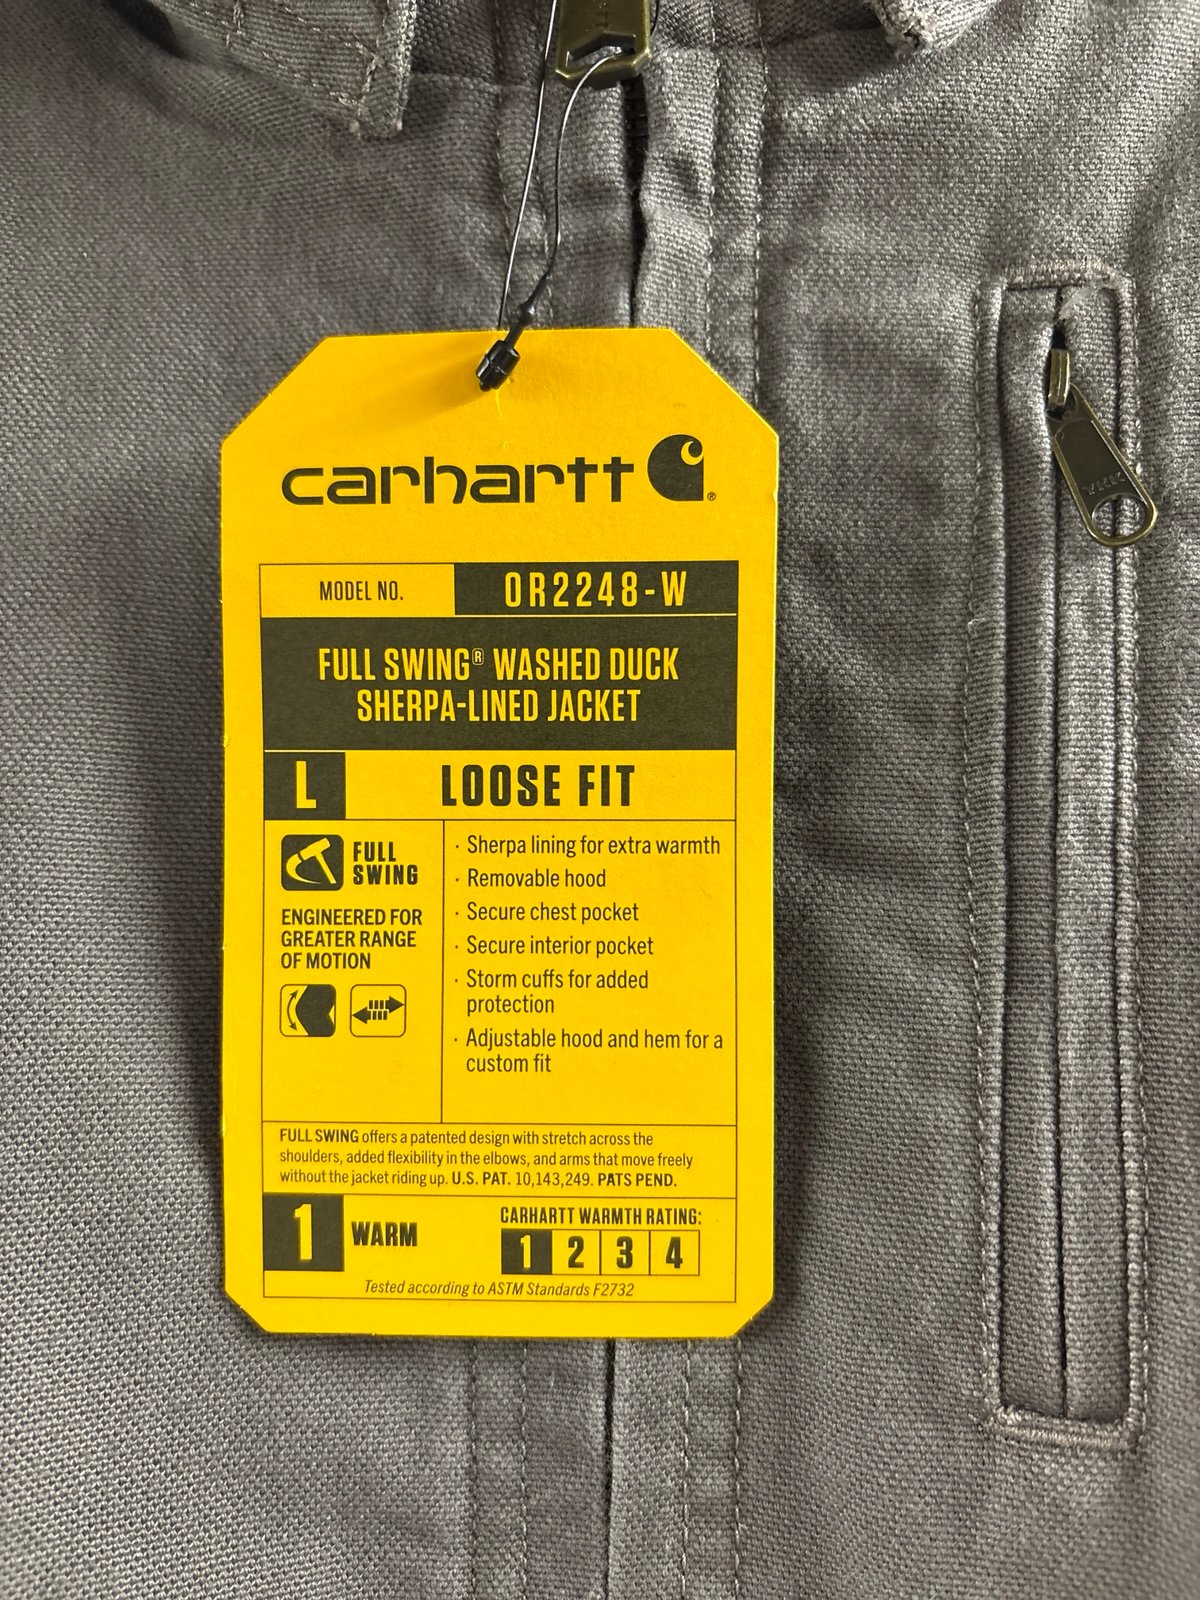 carhartt ®
MODEL NO. OR2248-W
FULL SWING® WASHED DUCK
SHERPA-LINED JACKET
L LOOSE FIT
FULL
SWING
ENGINEERED FOR
GREATER RANGE
OF MOTION
· Sherpa lining for extra warmth
· Removable hood
· Secure chest pocket
· Secure interior pocket
· Storm cuffs for added
protection
· Adjustable hood and hem for a
custom fit
FULL SWING offers a patented design with stretch across the
shoulders, added flexibility in the elbows, and arms that move freely
without the jacket riding up. U.S. PAT. 10,143,249. PATS PEND.
1 WARM
CARHARTT WARMTH RATING:
1 2 3 4
Tested according to ASTM Standards F2732
YKK